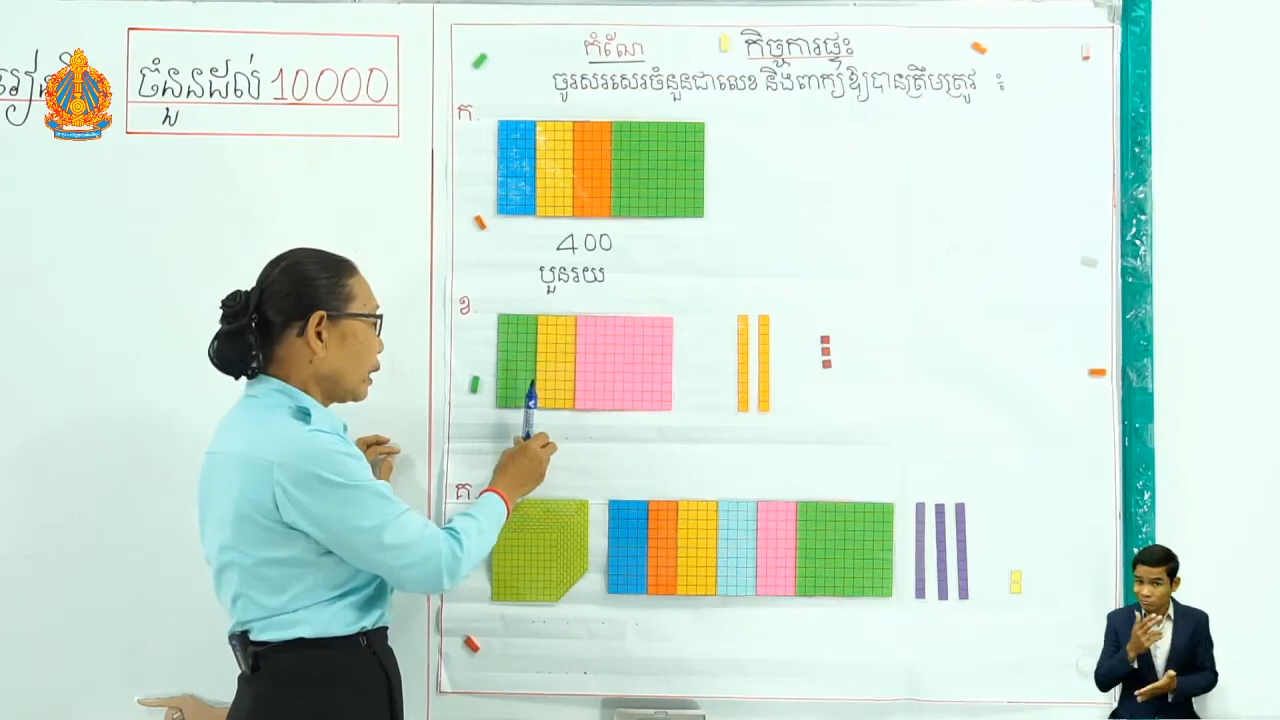 ចំនួនដល់ 10000
កំណែ កិច្ចការផ្ទះ
ចូរសរសេរចំនួនជាលេខ និងពាក្យឱ្យបានត្រឹមត្រូវ ៖
ក.
400
បួនរយ
ខ.
គ.